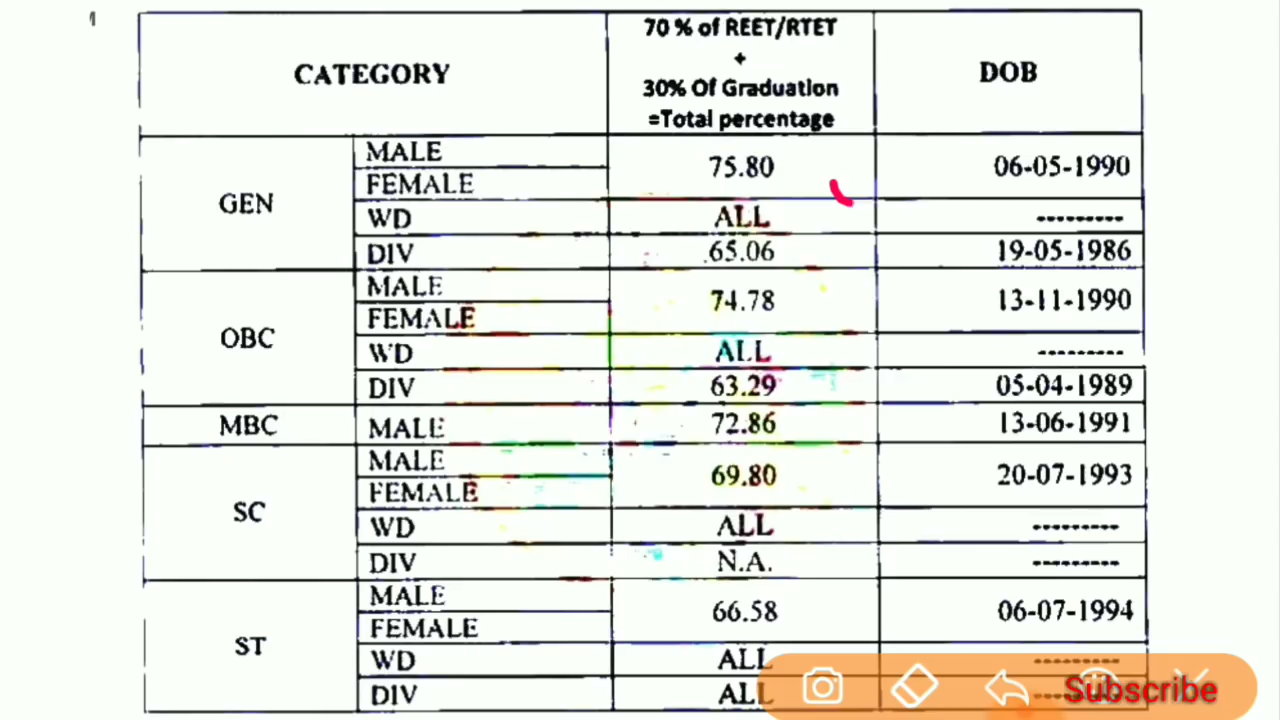 CATEGORY
70 % of REET/RTET
+
30% Of Graduation
=Total percentage
DOB
GEN
MALE
FEMALE
75.80 06-05-1990
WD ALL ---------
DIV 65.06 19-05-1986
OBC
MALE
FEMALE
74.78 13-11-1990
WD ALL ---------
DIV 63.29 05-04-1989
MBC MALE 72.86 13-06-1991
SC
MALE
FEMALE
69.80 20-07-1993
WD ALL ---------
DIV N.A. ---------
ST
MALE
FEMALE
66.58 06-07-1994
WD ALL ---------
DIV ALL
Subscribe